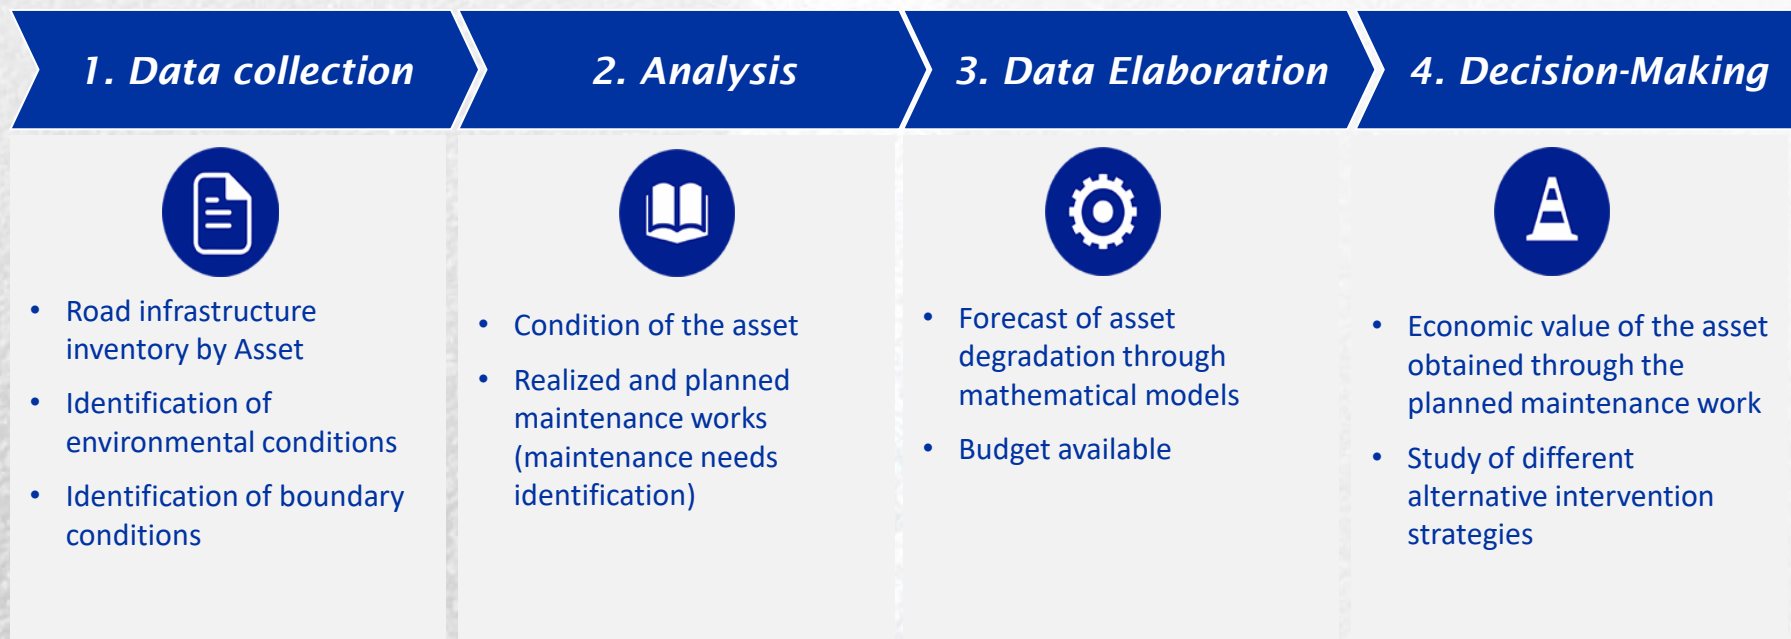 1. Data collection
2. Analysis
3. Data Elaboration
4. Decision-Making
• Road infrastructure
inventory by Asset
• Identification of
environmental conditions
• Identification of boundary
conditions
• Condition of the asset
• Realized and planned
maintenance works
(maintenance needs
identification)
• Forecast of asset
degradation through
mathematical models
• Budget available
• Economic value of the asset
obtained through the
planned maintenance work
• Study of different
alternative intervention
strategies